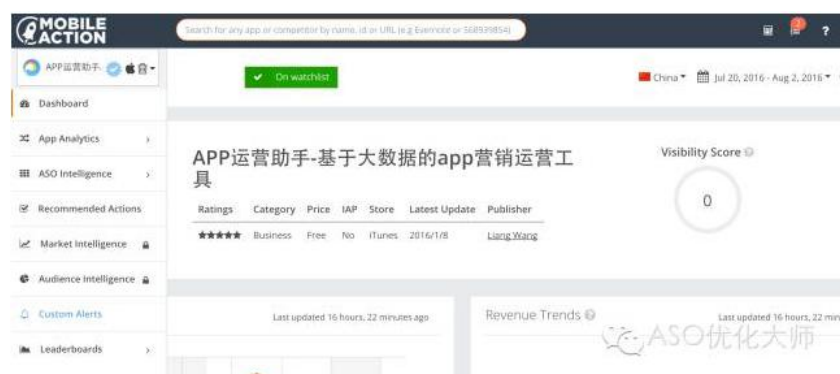 MOBILE
ACTION
Search for any app or competitor by name, id or URL (e.g Evernote or 568939854)
2
?
APP运营助手-
On watchlist
China
Jul 20, 2016 - Aug 2, 2016
Dashboard
App Analytics
ASO Intelligence
Recommended Actions
Market Intelligence
Audience Intelligence
Custom Alerts
Leaderboards
APP运营助手-基于大数据的app营销运营工
具
Ratings Category Price IAP Store Latest Update Publisher
★★★★★ Business Free No iTunes 2016/1/8 Liang Wang
Visibility Score
0
Last updated 16 hours, 22 minutes ago
Revenue Trends
Last updated 16 hours, 22 min
ASO优化大师